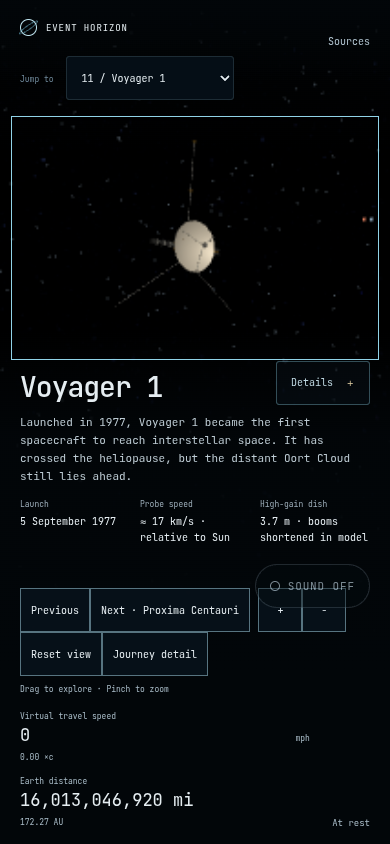 EVENT HORIZON
Sources
Jump to
11 / Voyager 1
Voyager 1
Details +
Launched in 1977, Voyager 1 became the first
spacecraft to reach interstellar space. It has
crossed the heliopause, but the distant Oort Cloud
still lies ahead.
Launch
5 September 1977
Probe speed
≈ 17 km/s ·
relative to Sun
High-gain dish
3.7 m · booms
shortened in model
SOUND OFF
Previous
Next · Proxima Centauri
+
-
Reset view
Journey detail
Drag to explore · Pinch to zoom
Virtual travel speed
0
mph
0.00 ×c
Earth distance
16,013,046,920 mi
172.27 AU
At rest